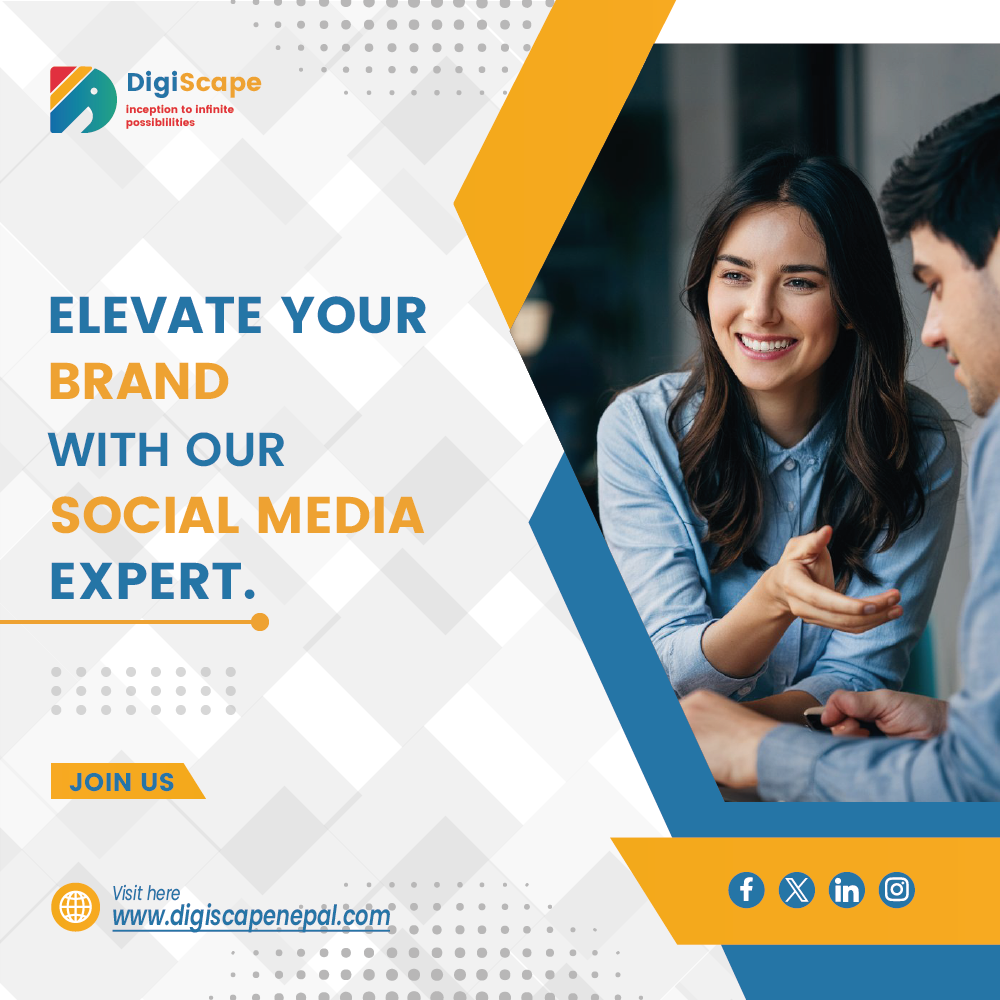 DigiScape
inception to infinite
possiblilities
ELEVATE YOUR
BRAND
WITH OUR
SOCIAL MEDIA
EXPERT.
JOIN US
Visit here
www.digiscapenepal.com